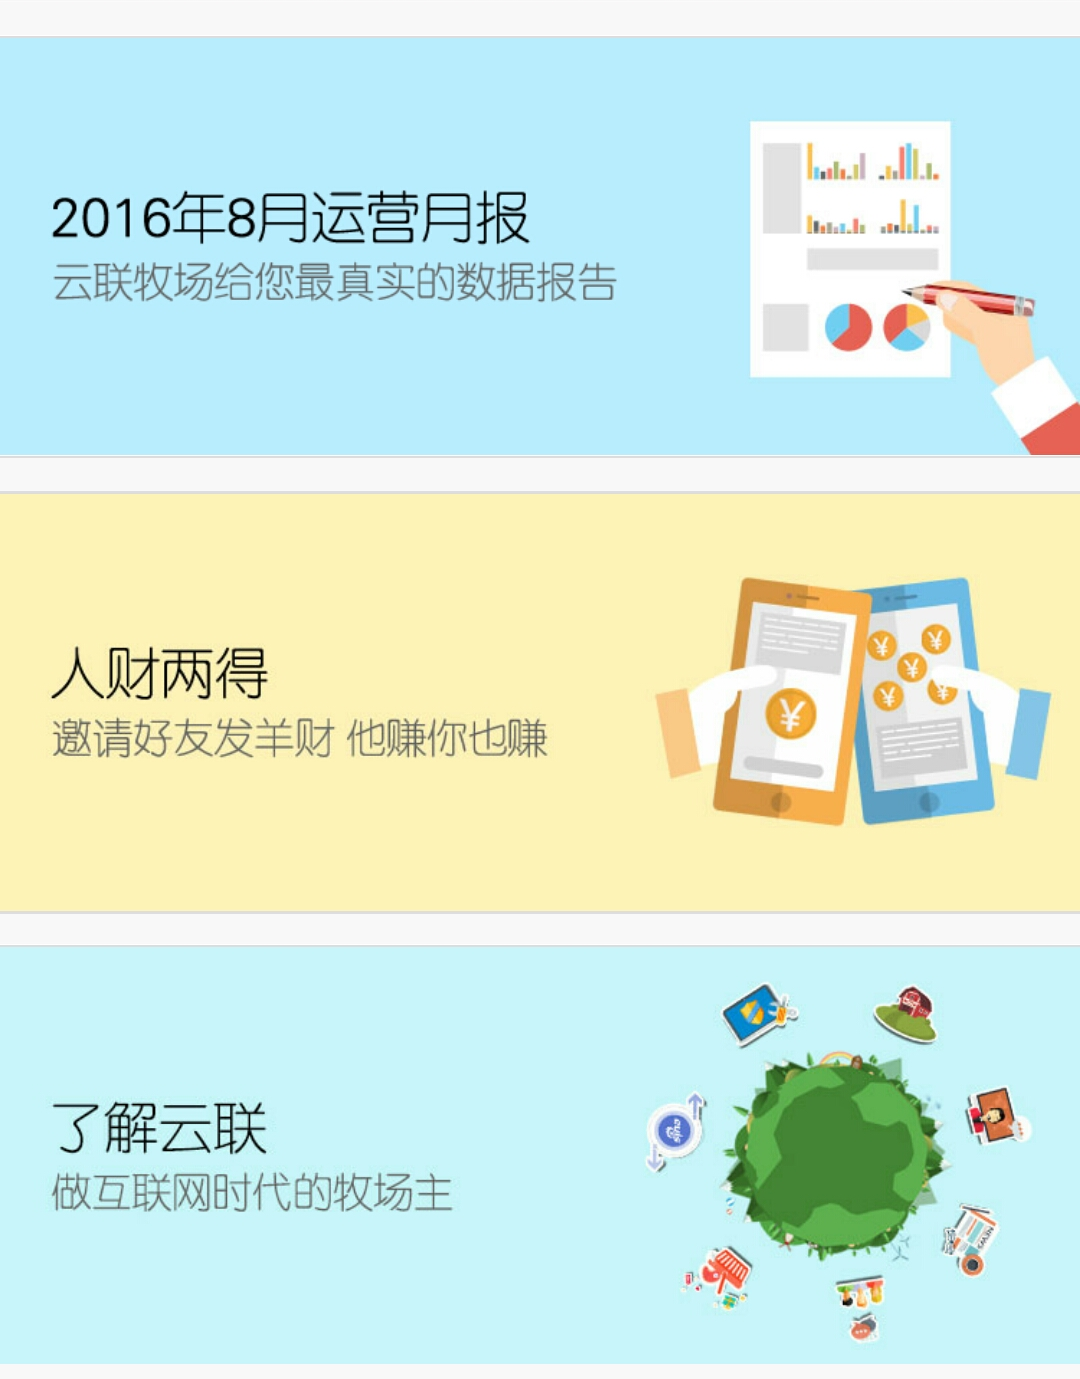 2016年8月运营月报
云联牧场给您最真实的数据报告
人财两得
邀请好友发羊财 他赚你也赚
¥
¥
¥
¥
¥
¥
了解云联
做互联网时代的牧场主
sina
NEWS